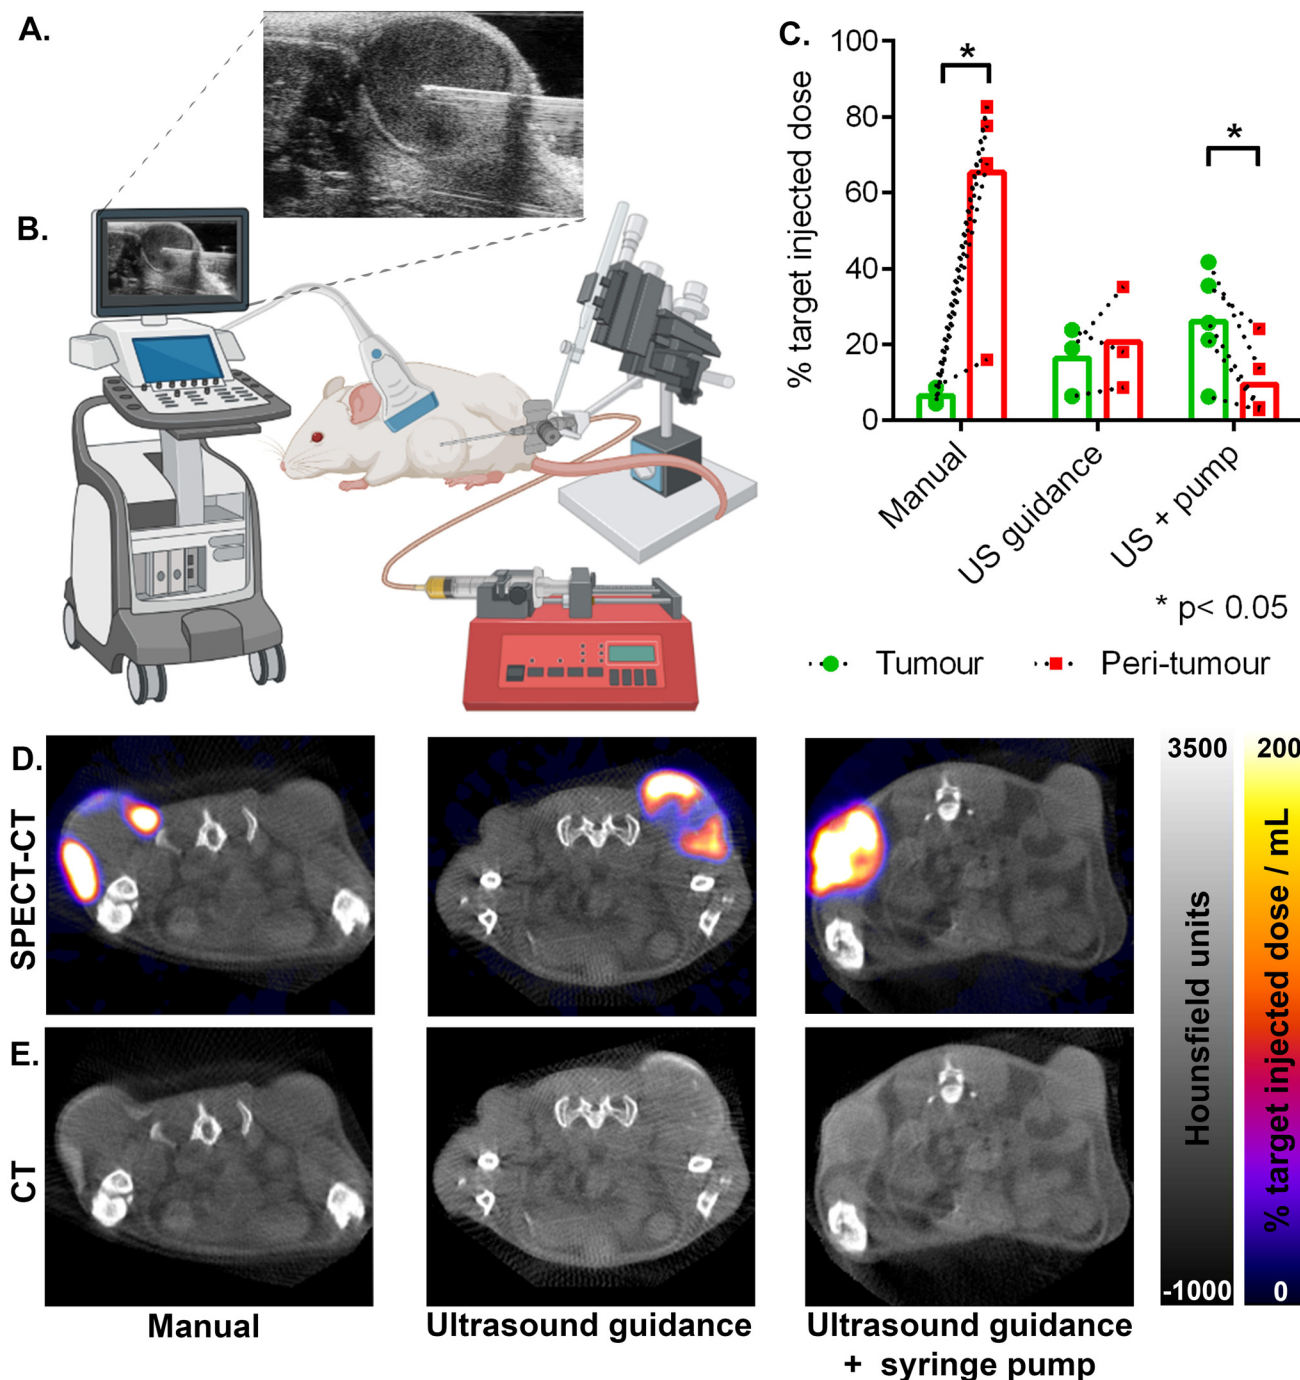 A.
B.
C.
% target injected dose
100
80
60
40
20
0
*
*
Manual
US guidance
US + pump
* p< 0.05
Tumour
Peri-tumour
D.
SPECT-CT
E.
CT
3500
Hounsfield units
-1000
200
% target injected dose / mL
0
Manual
Ultrasound guidance
Ultrasound guidance
+ syringe pump